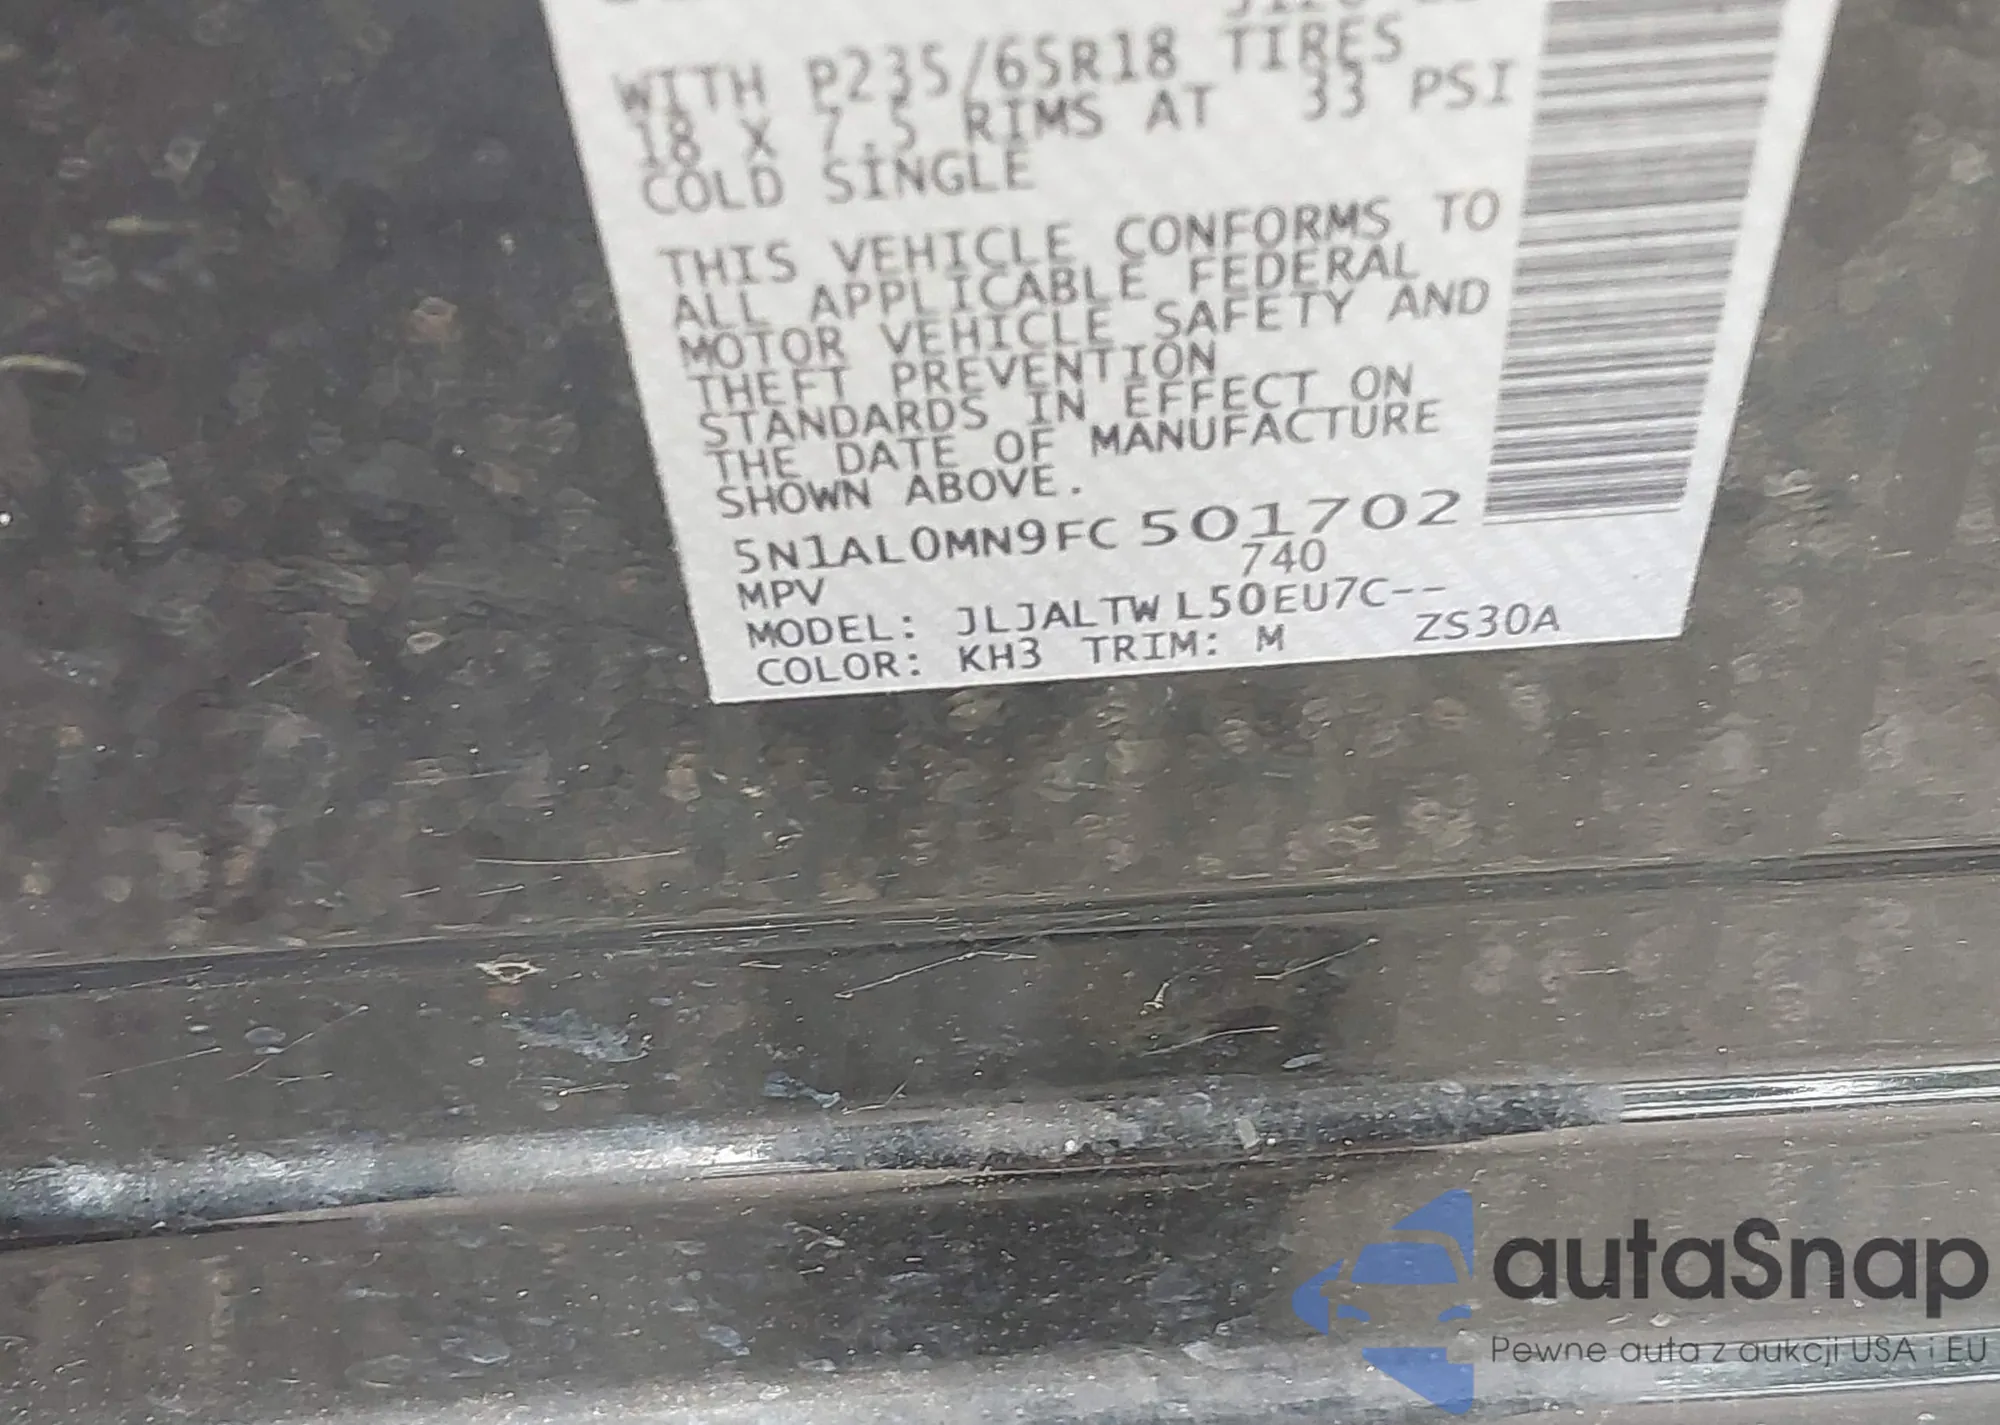 WITH P235/65R18 TIRES
18 X 7.5 RIMS AT 33 PSI
COLD SINGLE
THIS VEHICLE CONFORMS TO
ALL APPLICABLE FEDERAL
MOTOR VEHICLE SAFETY AND
THEFT PREVENTION
STANDARDS IN EFFECT ON
THE DATE OF MANUFACTURE
SHOWN ABOVE.
5N1AL0MN9FC501702
740
MPV
MODEL: JLJALTWL50EU7C--
COLOR: KH3 TRIM: M ZS30A
autaSnap
Pewne auta z aukcji USA i EU